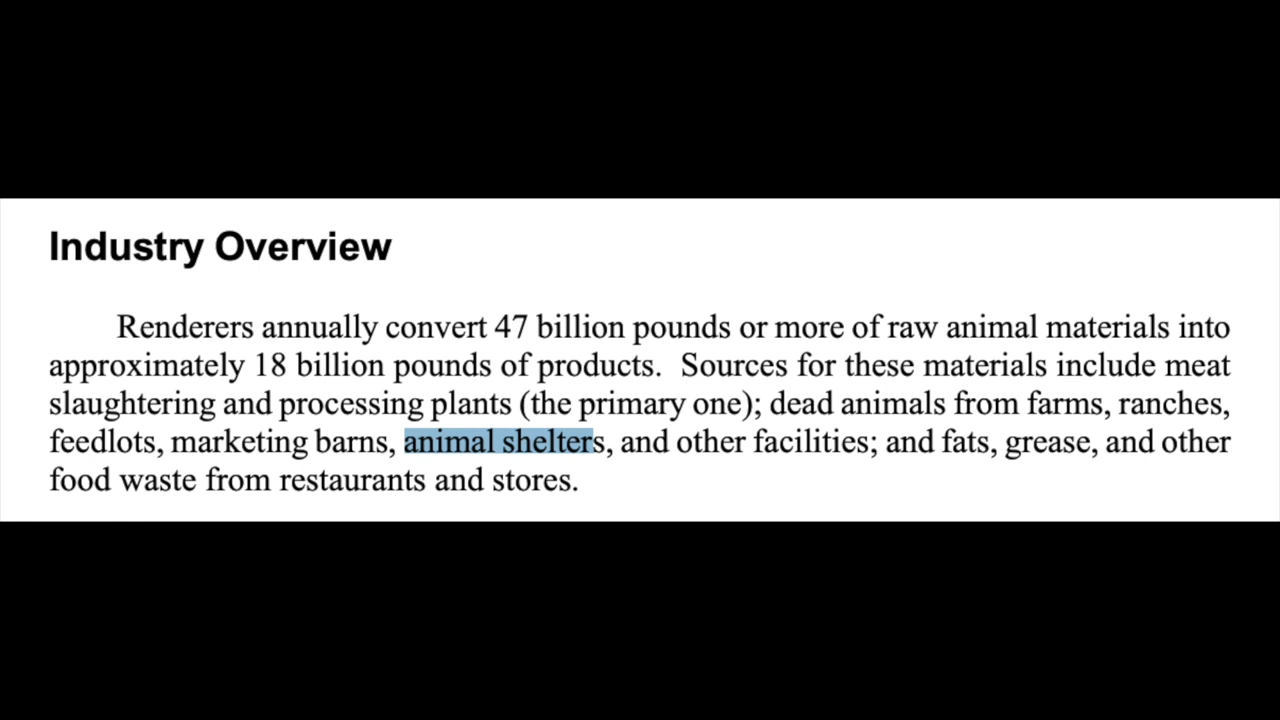 Industry Overview
Renderers annually convert 47 billion pounds or more of raw animal materials into
approximately 18 billion pounds of products.  Sources for these materials include meat
slaughtering and processing plants (the primary one); dead animals from farms, ranches,
feedlots, marketing barns, animal shelters, and other facilities; and fats, grease, and other
food waste from restaurants and stores.